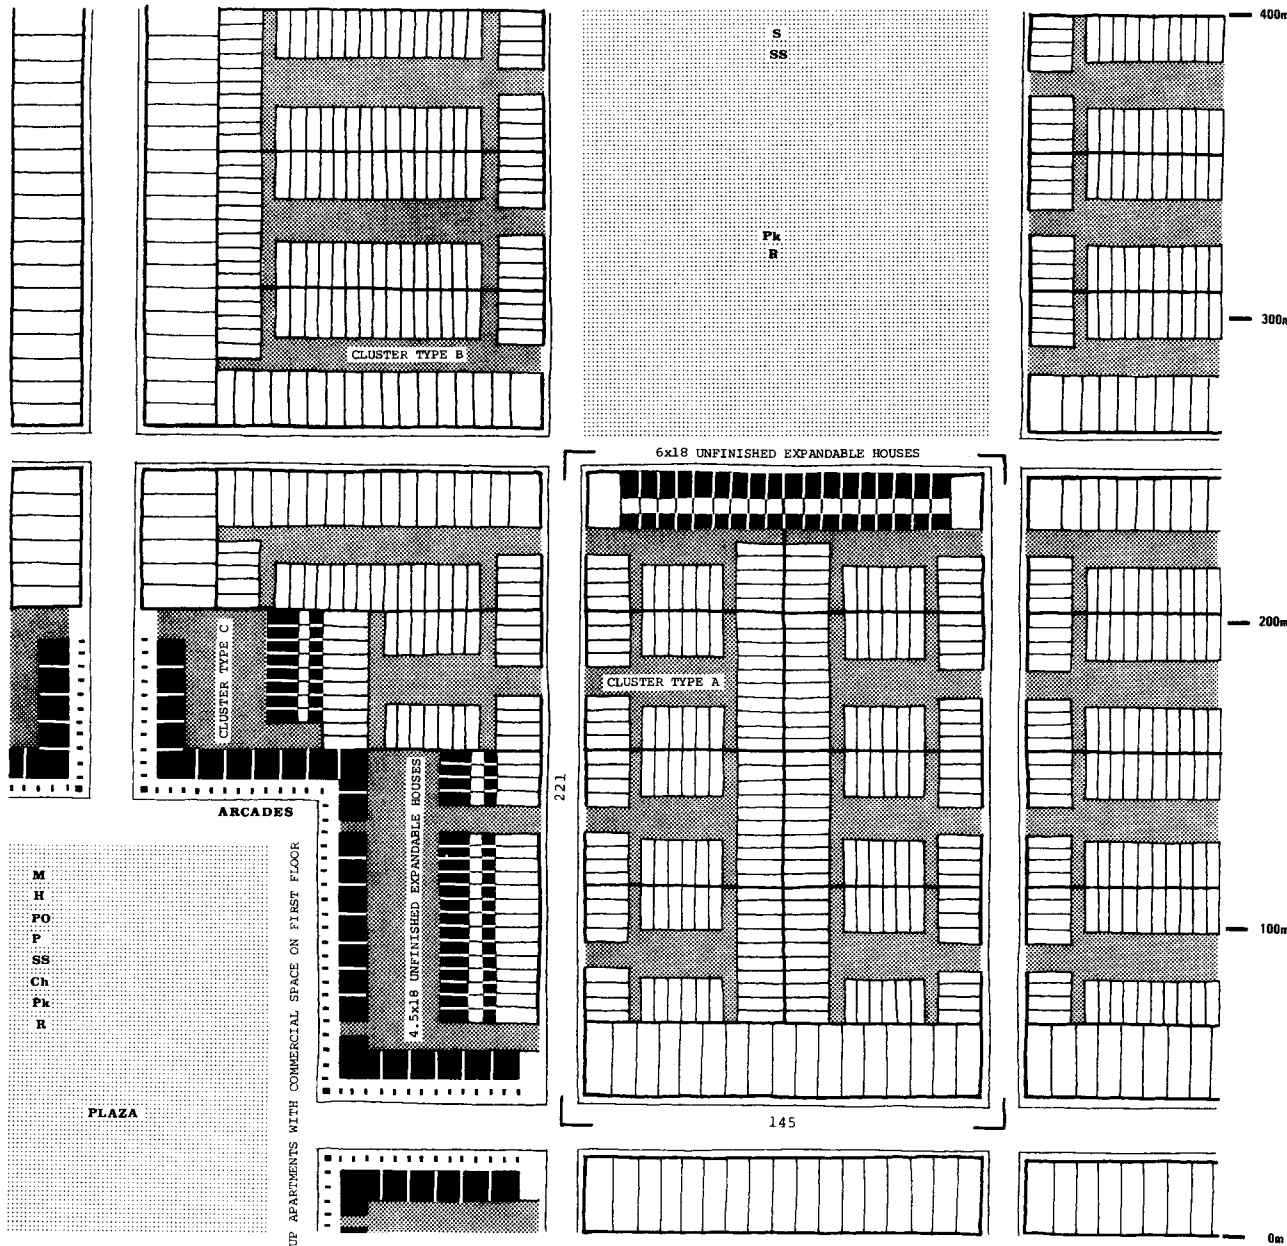 400m
S
SS
Pk
R
300m
CLUSTER TYPE B
6x18 UNFINISHED EXPANDABLE HOUSES
200m
CLUSTER TYPE C
CLUSTER TYPE A
221
4.5x18 UNFINISHED EXPANDABLE HOUSES
ARCADES
M
H
PO
P
SS
Ch
Pk
R
100m
PLAZA
UP APARTMENTS WITH COMMERCIAL SPACE ON FIRST FLOOR
145
0m